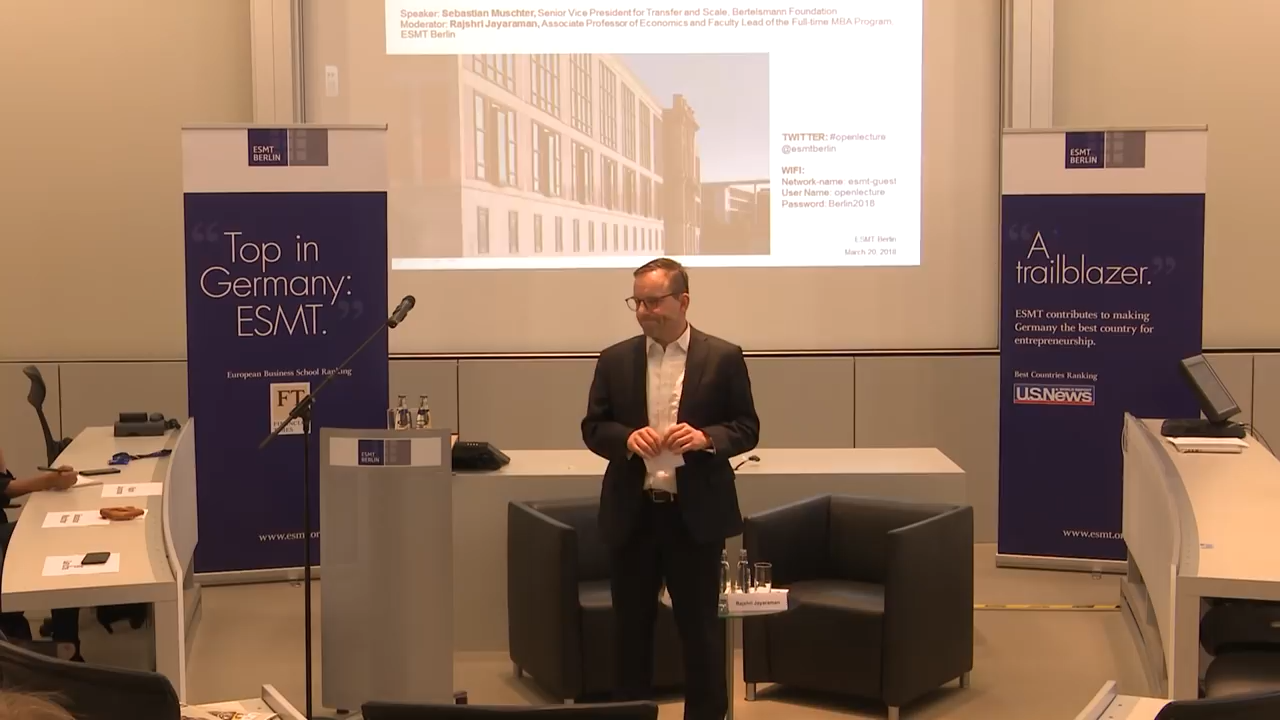 Speaker: Sebastian Muschter, Senior Vice President for Transfer and Scale, Bertelsmann Foundation
Moderator: Rajshri Jayaraman, Associate Professor of Economics and Faculty Lead of the Full-time MBA Program,
ESMT Berlin
TWITTER: #openlecture
@esmtberlin
WIFI:
Network-name: esmt-guest
User Name: openlecture
Password: Berlin2018
ESMT Berlin
March 20, 2018
ESMT
BERLIN
“Top in
Germany:
ESMT.”
European Business School Ranking
FT
www.esmt.or
ESMT
BERLIN
“A
trailblazer.”
ESMT contributes to making
Germany the best country for
entrepreneurship.
Best Countries Ranking
U.S.News
www.esmt.or
ESMT
BERLIN
Rajshri Jayaraman